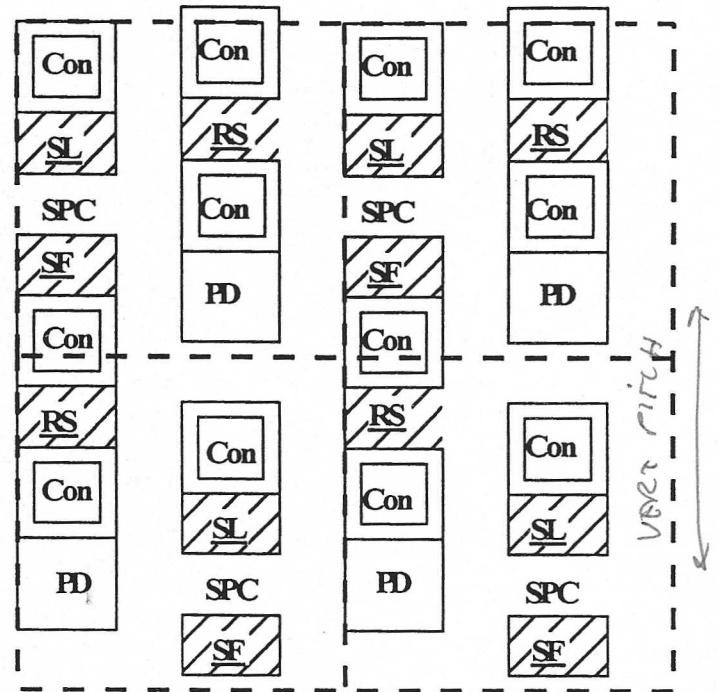 Con Con Con Con
SL RS SL RS
SPC Con SPC Con
SF PD SF PD
Con Con
RS RS
VERT PITCH
Con Con Con Con
SL SL
PD SPC PD SPC
SF SF